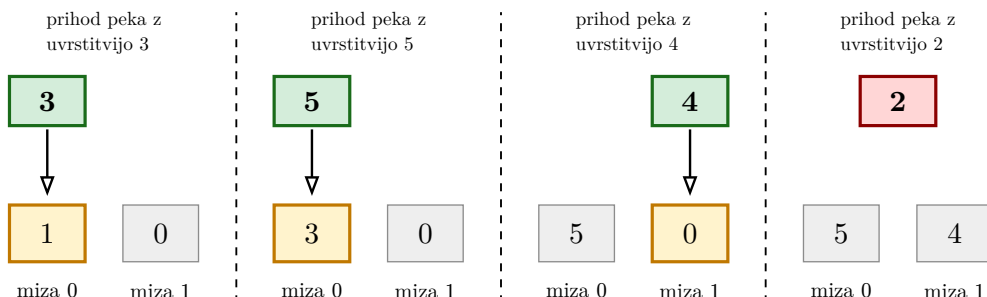 prihod peka z
uvrstitvijo 3
3
1
0
miza 0
miza 1
prihod peka z
uvrstitvijo 5
5
3
0
miza 0
miza 1
prihod peka z
uvrstitvijo 4
4
5
0
miza 0
miza 1
prihod peka z
uvrstitvijo 2
2
5
4
miza 0
miza 1